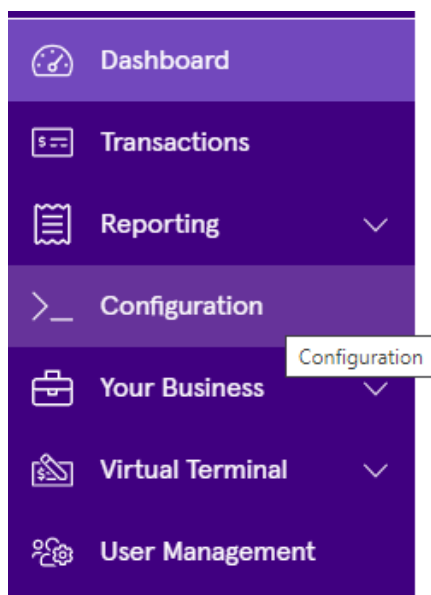 Dashboard
Transactions
Reporting
Configuration
Configuration
Your Business
Virtual Terminal
User Management